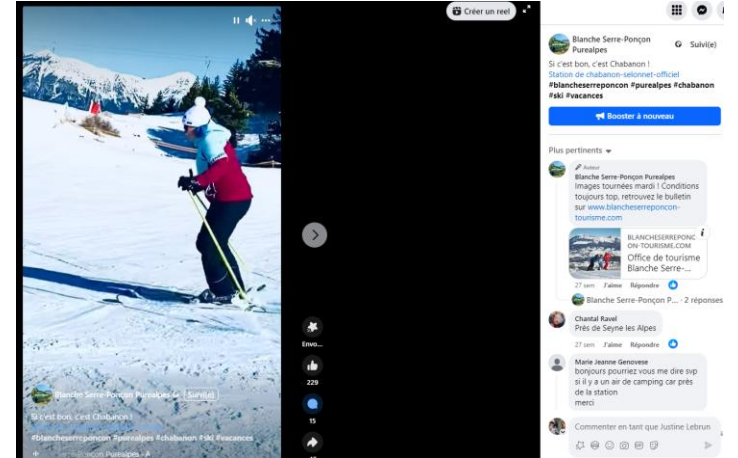 Créer un reel
Blanche Serre-Ponçon
Purealpes
Suivi(e)
Si c'est bon, c'est Chabanon !
Station de chabanon-selonnet-officiel
#blancheserreponcon #purealpes #chabanon
#ski #vacances
Booster à nouveau
Plus pertinents
Auteur
Blanche Serre-Ponçon Purealpes
Images tournées mardi ! Conditions
toujours top, retrouvez le bulletin
sur www.blancheserreponcon-
tourisme.com
BLANCHESERREPONC
ON-TOURISME.COM
Office de tourisme
Blanche Serre-...
27 sem J'aime Répondre
Blanche Serre-Ponçon P... · 2 réponses
Chantal Ravel
Près de Seyne les Alpes
27 sem J'aime Répondre
Marie Jeanne Genovese
bonjours pourriez vous me dire svp
si il y a un air de camping car près
de la station
merci
Commenter en tant que Justine Lebrun
GIF
Envo...
229
15
Blanche Serre-Ponçon Purealpes
Suivi(e)
Si c'est bon, c'est Chabanon !
#blancheserreponcon #purealpes #chabanon #ski #vacances
Ponçon Purealpes - A